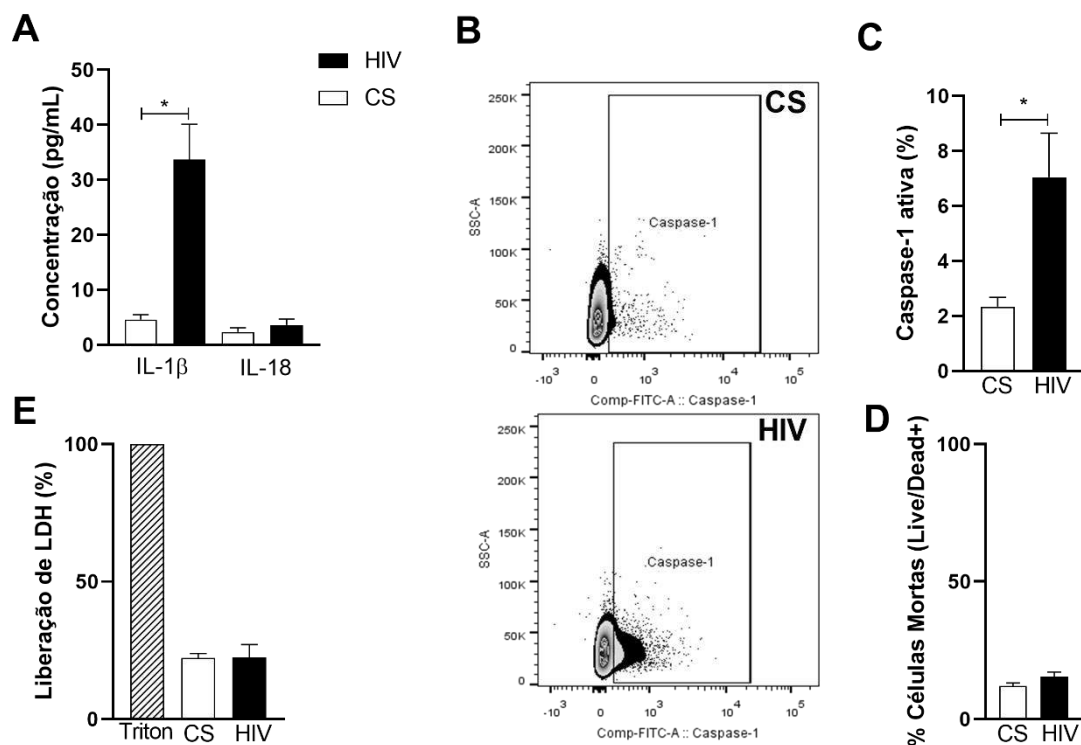 A
HIV
CS
Concentração (pg/mL)
50
40
30
20
10
0
*
IL-1β
IL-18
B
CS
SSC-A
250K
200K
150K
100K
50K
0
Caspase-1
-10³
0
10³
10⁴
10⁵
Comp-FITC-A :: Caspase-1
HIV
SSC-A
250K
200K
150K
100K
50K
0
Caspase-1
-10³
0
10³
10⁴
10⁵
Comp-FITC-A :: Caspase-1
C
Caspase-1 ativa (%)
10
8
6
4
2
0
*
CS
HIV
E
Liberação de LDH (%)
100
50
0
Triton
CS
HIV
D
% Células Mortas (Live/Dead+)
100
50
0
CS
HIV